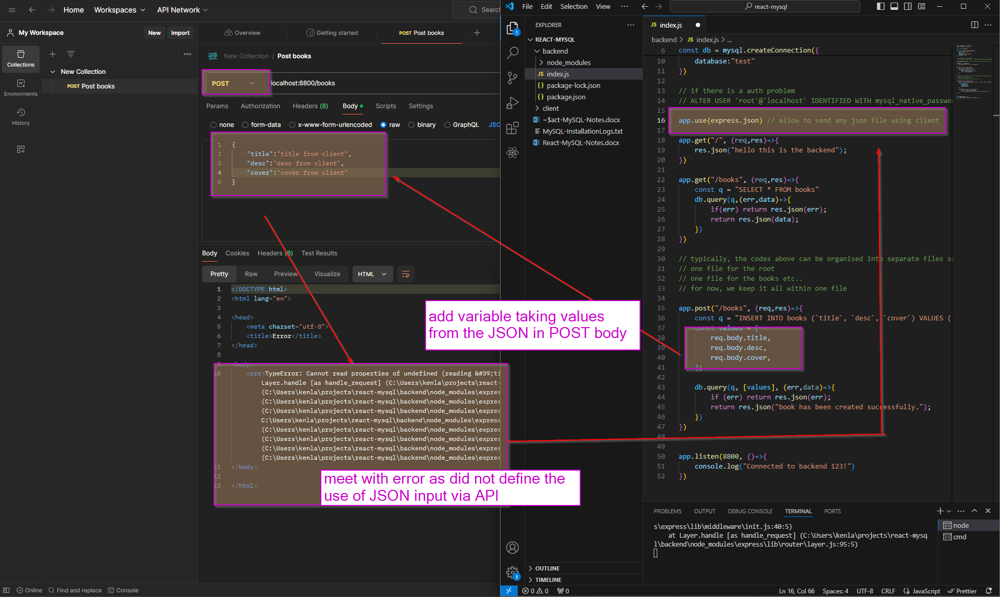 Home Workspaces API Network Search
My Workspace New Import
Overview Getting started POST Post books
Collections
Environments
History
New Collection
POST Post books
HTTP New Collection / Post books
POST localhost:8800/books
Params Authorization Headers (8) Body Scripts Settings
none form-data x-www-form-urlencoded raw binary GraphQL JSO
1 {
2 "title":"title from client",
3 "desc":"desc from client",
4 "cover":"cover from client"
5 }
Body Cookies Headers (8) Test Results
Pretty Raw Preview Visualize HTML
1 <!DOCTYPE html>
2 <html lang="en">
3
4 <head>
5 <meta charset="utf-8">
6 <title>Error</title>
7 </head>
8
9 <body>
10 <pre>TypeError: Cannot read properties of undefined (reading &#39;ti
Layer.handle [as handle_request] (C:\Users\kenla\projects\react-
(C:\Users\kenla\projects\react-mysql\backend\node_modules\expres
(C:\Users\kenla\projects\react-mysql\backend\node_modules\expres
(C:\Users\kenla\projects\react-mysql\backend\node_modules\expres
C:\Users\kenla\projects\react-mysql\backend\node_modules\express
(C:\Users\kenla\projects\react-mysql\backend\node_modules\expres
(C:\Users\kenla\projects\react-mysql\backend\node_modules\expres
(C:\Users\kenla\projects\react-mysql\backend\node_modules\expres
(C:\Users\kenla\projects\react-mysql\backend\node_modules\expres
11 </body>
12
13 </html>
add variable taking values
from the JSON in POST body
meet with error as did not define the
use of JSON input via API
Online Find and replace Console
File Edit Selection View ... react-mysql
EXPLORER ...
REACT-MYSQL
backend
node_modules
JS index.js
{} package-lock.json
{} package.json
client
~$act-MySQL-Notes.docx
MySQL-InstallationLogs.txt
React-MySQL-Notes.docx
OUTLINE
TIMELINE
JS index.js
backend > JS index.js > ...
6 const db = mysql.createConnection({
10 database:"test"
11 })
12
13 // if there is a auth problem
14 // ALTER USER 'root'@'localhost' IDENTIFIED WITH mysql_native_passwor
15
16 app.use(express.json) // allow to send any json file using client
17
18 app.get("/", (req,res)=>{
19 res.json("hello this is the backend");
20 })
21
22 app.get("/books", (req,res)=>{
23 const q = "SELECT * FROM books"
24 db.query(q,(err,data)=>{
25 if(err) return res.json(err);
26 return res.json(data);
27 })
28 })
29
30 // typically, the codes above can be organised into separate files su
31 // one file for the root
32 // one file for the books etc..
33 // for now, we keep it all within one file
34
35 app.post("/books", (req,res)=>{
36 const q = "INSERT INTO books (`title`, `desc`, `cover`) VALUES (
37 const values = [
38 req.body.title,
39 req.body.desc,
40 req.body.cover,
41 ];
42
43 db.query(q, [values], (err,data)=>{
44 if (err) return res.json(err);
45 return res.json("book has been created successfully.");
46 })
47 })
48
49
50 app.listen(8800, ()=>{
51 console.log("Connected to backend 123!")
52 })
PROBLEMS OUTPUT DEBUG CONSOLE TERMINAL PORTS
s\express\lib\middleware\init.js:40:5)
at Layer.handle [as handle_request] (C:\Users\kenla\projects\react-mysq
l\backend\node_modules\express\lib\router\layer.js:95:5)
node
cmd
0 0 0 Ln 16, Col 66 Spaces: 4 UTF-8 CRLF {} JavaScript Prettier